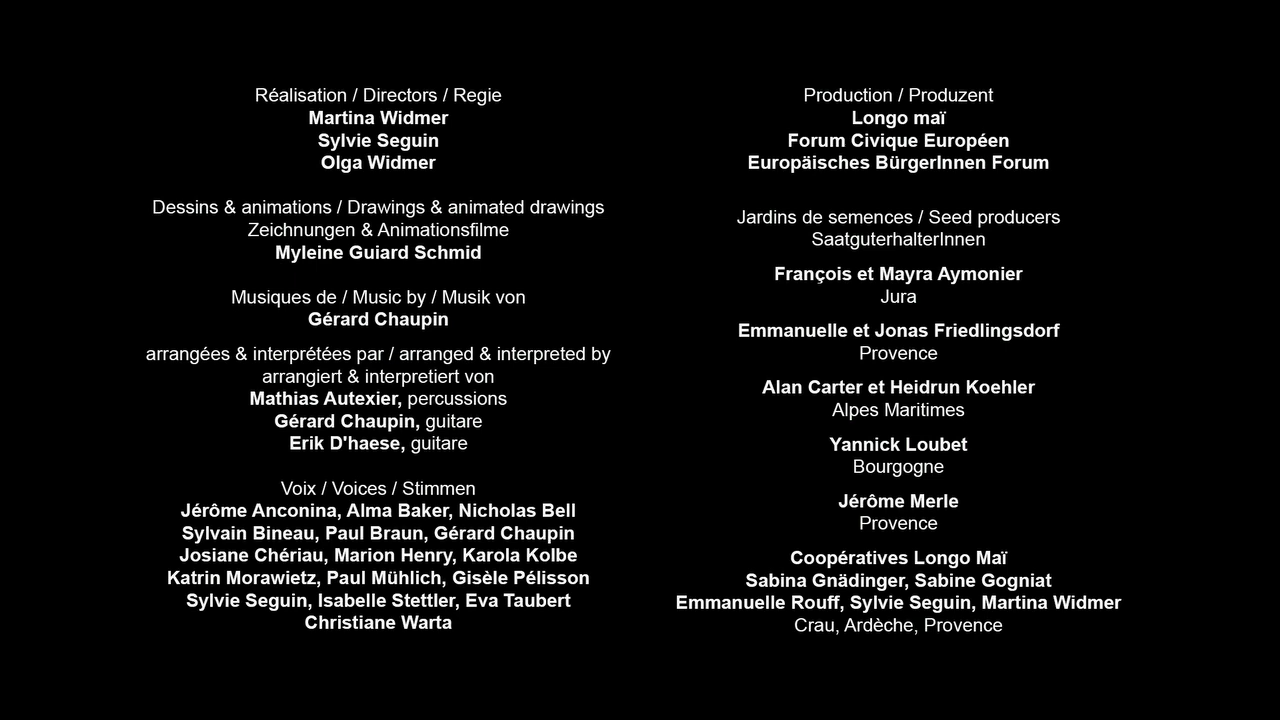 Réalisation / Directors / Regie
Martina Widmer
Sylvie Seguin
Olga Widmer
Dessins & animations / Drawings & animated drawings
Zeichnungen & Animationsfilme
Myleine Guiard Schmid
Musiques de / Music by / Musik von
Gérard Chaupin
arrangées & interprétées par / arranged & interpreted by
arrangiert & interpretiert von
Mathias Autexier, percussions
Gérard Chaupin, guitare
Erik D'haese, guitare
Voix / Voices / Stimmen
Jérôme Anconina, Alma Baker, Nicholas Bell
Sylvain Bineau, Paul Braun, Gérard Chaupin
Josiane Chériau, Marion Henry, Karola Kolbe
Katrin Morawietz, Paul Mühlich, Gisèle Pélisson
Sylvie Seguin, Isabelle Stettler, Eva Taubert
Christiane Warta
Production / Produzent
Longo maï
Forum Civique Européen
Europäisches BürgerInnen Forum
Jardins de semences / Seed producers
SaatguterhalterInnen
François et Mayra Aymonier
Jura
Emmanuelle et Jonas Friedlingsdorf
Provence
Alan Carter et Heidrun Koehler
Alpes Maritimes
Yannick Loubet
Bourgogne
Jérôme Merle
Provence
Coopératives Longo Maï
Sabina Gnädinger, Sabine Gogniat
Emmanuelle Rouff, Sylvie Seguin, Martina Widmer
Crau, Ardèche, Provence